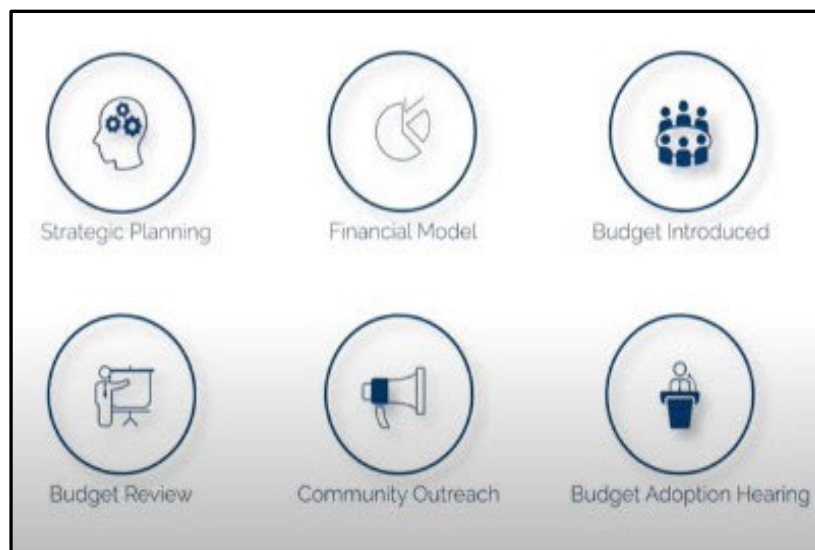 Strategic Planning
Financial Model
Budget Introduced
Budget Review
Community Outreach
Budget Adoption Hearing